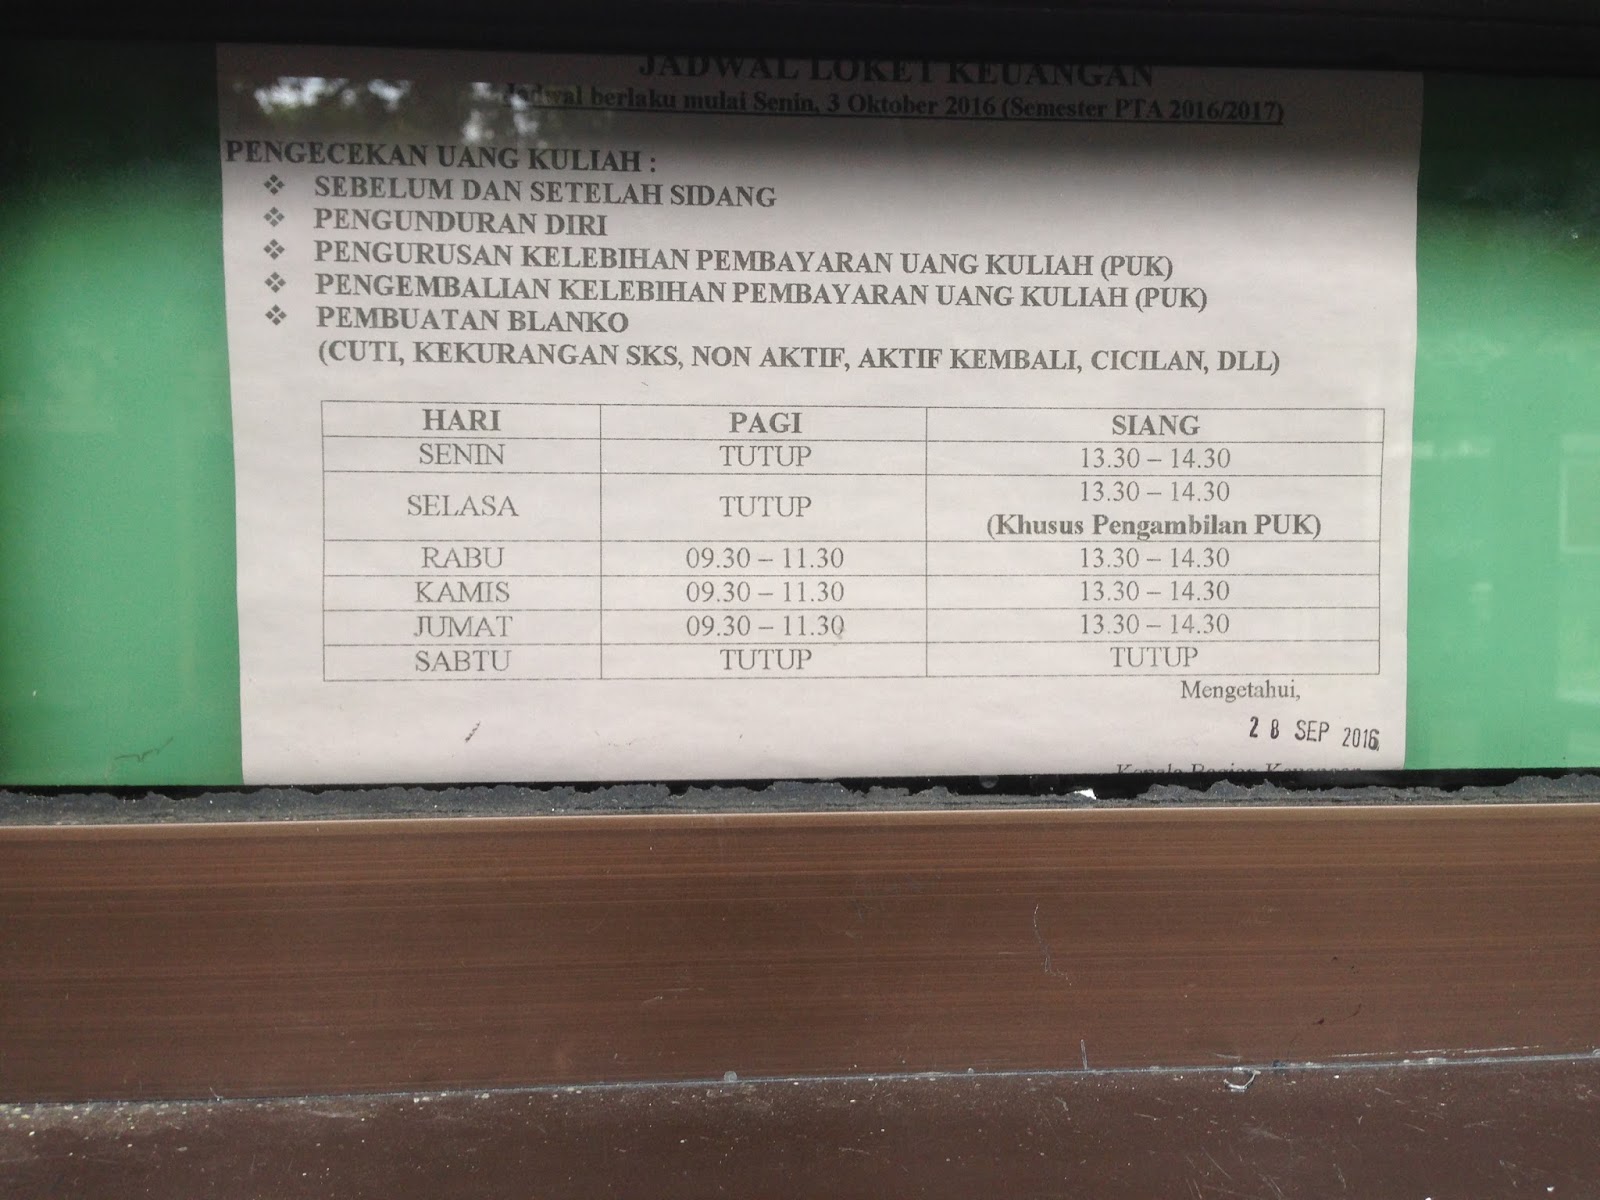 JADWAL LOKET KEUANGAN
Jadwal berlaku mulai Senin, 3 Oktober 2016 (Semester PTA 2016/2017)
PENGECEKAN UANG KULIAH :
❖ SEBELUM DAN SETELAH SIDANG
❖ PENGUNDURAN DIRI
❖ PENGURUSAN KELEBIHAN PEMBAYARAN UANG KULIAH (PUK)
❖ PENGEMBALIAN KELEBIHAN PEMBAYARAN UANG KULIAH (PUK)
❖ PEMBUATAN BLANKO
(CUTI, KEKURANGAN SKS, NON AKTIF, AKTIF KEMBALI, CICILAN, DLL)
HARI PAGI SIANG
SENIN TUTUP 13.30 – 14.30
SELASA TUTUP 13.30 – 14.30
(Khusus Pengambilan PUK)
RABU 09.30 – 11.30 13.30 – 14.30
KAMIS 09.30 – 11.30 13.30 – 14.30
JUMAT 09.30 – 11.30 13.30 – 14.30
SABTU TUTUP TUTUP
Mengetahui,
28 SEP 2016
Kepala Bagian Keuangan